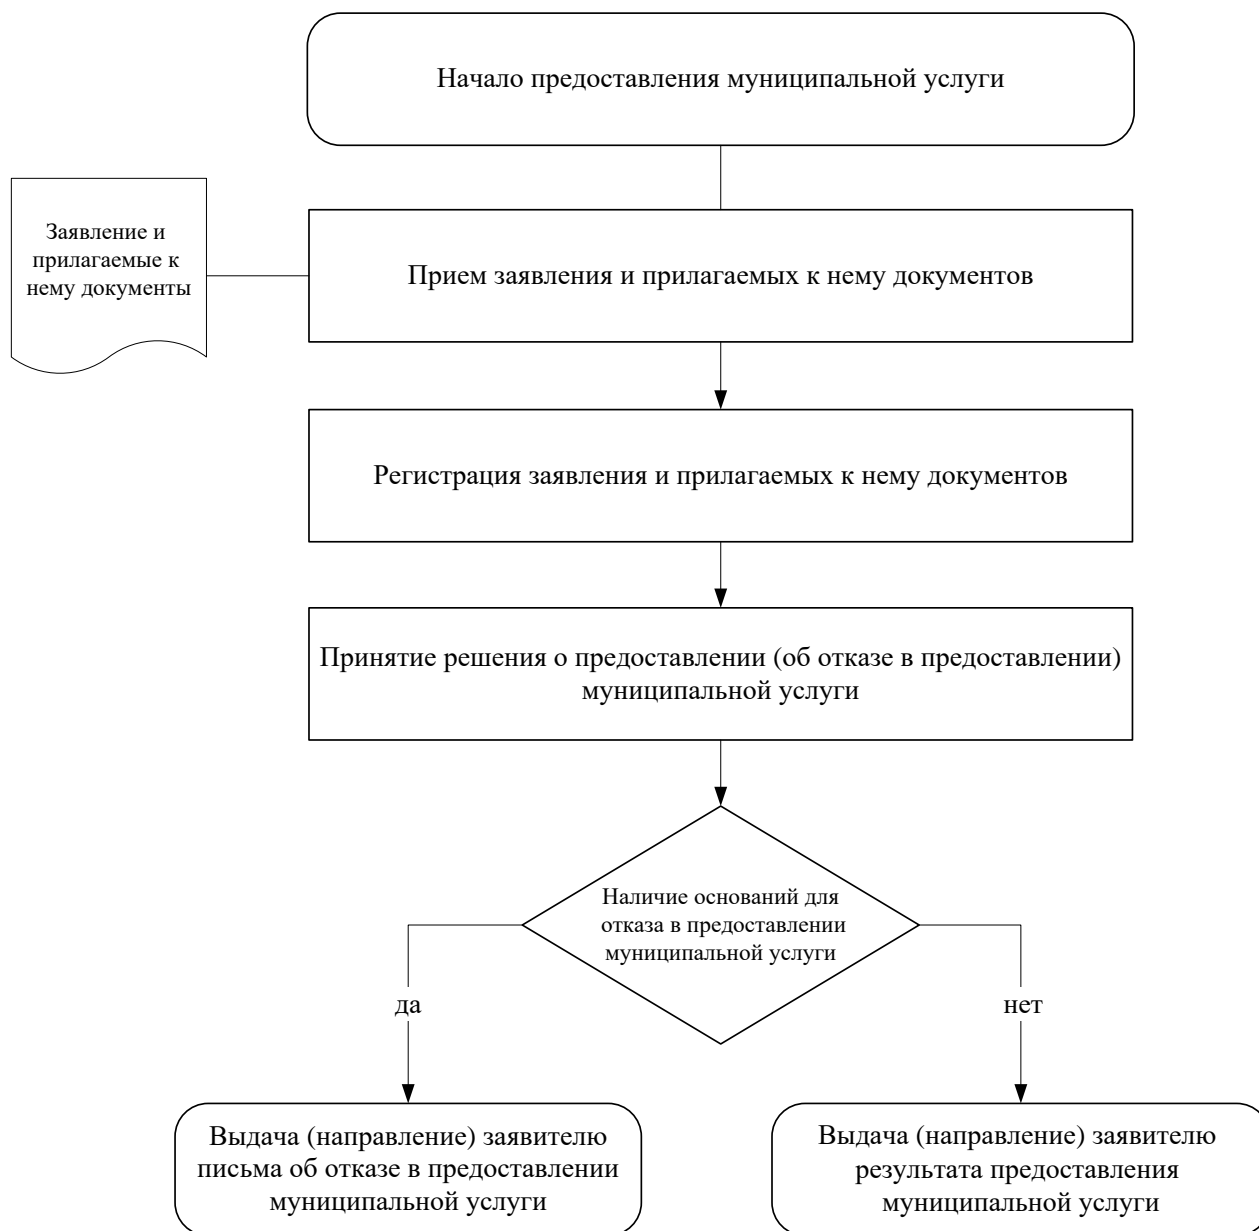 Начало предоставления муниципальной услуги
Заявление и
прилагаемые к
нему документы
Прием заявления и прилагаемых к нему документов
Регистрация заявления и прилагаемых к нему документов
Принятие решения о предоставлении (об отказе в предоставлении)
муниципальной услуги
Наличие оснований для
отказа в предоставлении
муниципальной услуги
да
нет
Выдача (направление) заявителю
письма об отказе в предоставлении
муниципальной услуги
Выдача (направление) заявителю
результата предоставления
муниципальной услуги